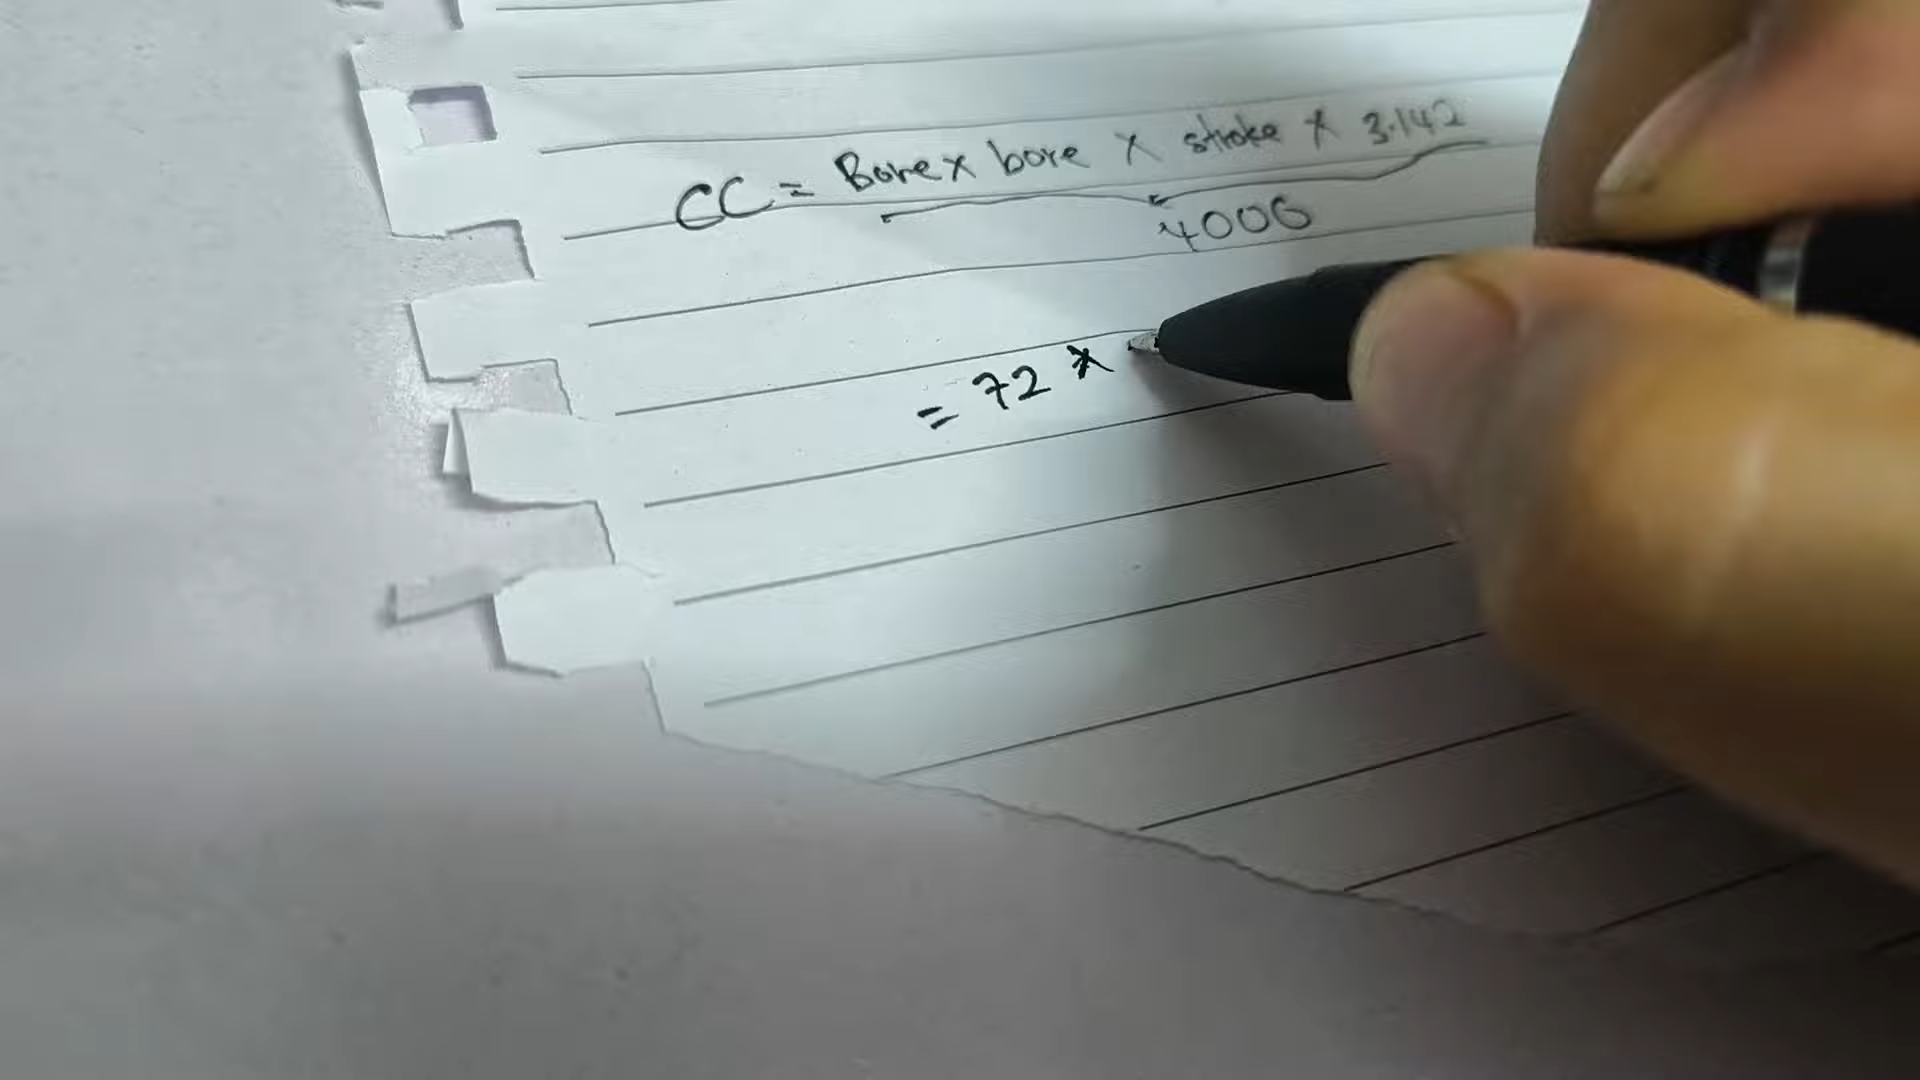 CC = Bore x bore x stroke x 3.142
4000
= 72 x